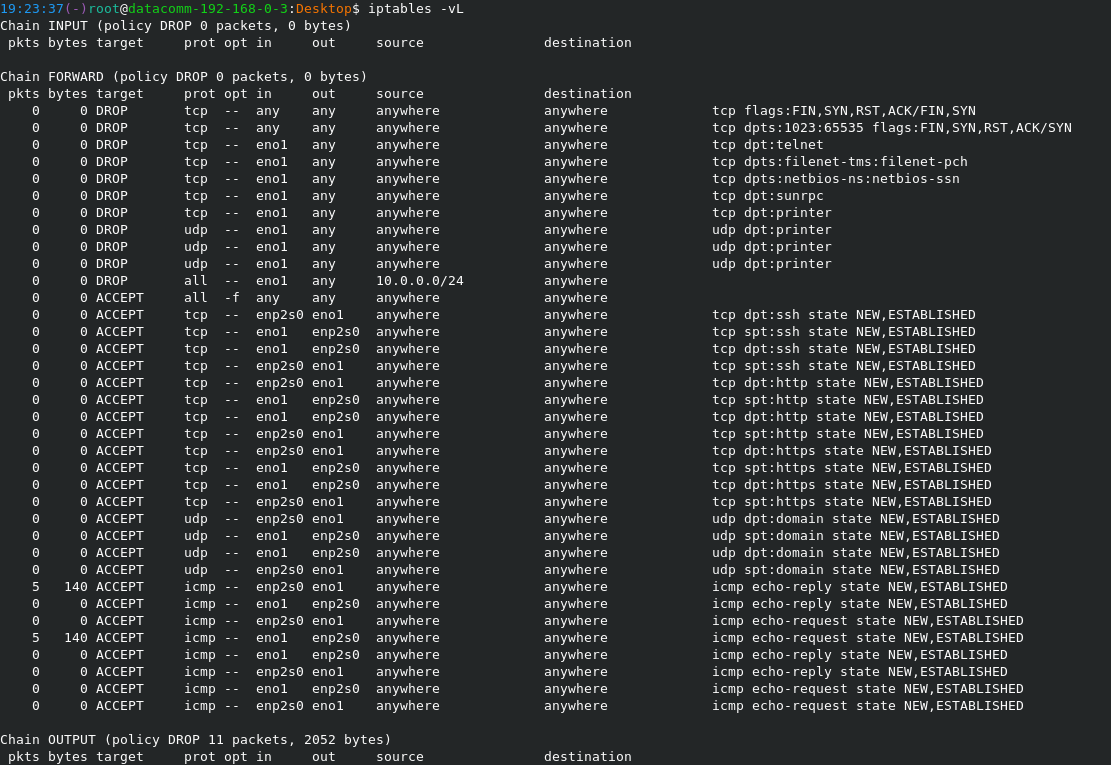 19:23:37(-)root@datacomm-192-168-0-3:Desktop$ iptables -vL
Chain INPUT (policy DROP 0 packets, 0 bytes)
 pkts bytes target     prot opt in     out     source               destination

Chain FORWARD (policy DROP 0 packets, 0 bytes)
 pkts bytes target     prot opt in     out     source               destination
    0     0 DROP       tcp  --  any    any     anywhere             anywhere             tcp flags:FIN,SYN,RST,ACK/FIN,SYN
    0     0 DROP       tcp  --  any    any     anywhere             anywhere             tcp dpts:1023:65535 flags:FIN,SYN,RST,ACK/SYN
    0     0 DROP       tcp  --  eno1   any     anywhere             anywhere             tcp dpt:telnet
    0     0 DROP       tcp  --  eno1   any     anywhere             anywhere             tcp dpts:filenet-tms:filenet-pch
    0     0 DROP       tcp  --  eno1   any     anywhere             anywhere             tcp dpts:netbios-ns:netbios-ssn
    0     0 DROP       tcp  --  eno1   any     anywhere             anywhere             tcp dpt:sunrpc
    0     0 DROP       tcp  --  eno1   any     anywhere             anywhere             tcp dpt:printer
    0     0 DROP       udp  --  eno1   any     anywhere             anywhere             udp dpt:printer
    0     0 DROP       udp  --  eno1   any     anywhere             anywhere             udp dpt:printer
    0     0 DROP       udp  --  eno1   any     anywhere             anywhere             udp dpt:printer
    0     0 DROP       all  --  eno1   any     10.0.0.0/24          anywhere
    0     0 ACCEPT     all  -f  any    any     anywhere             anywhere
    0     0 ACCEPT     tcp  --  enp2s0 eno1    anywhere             anywhere             tcp dpt:ssh state NEW,ESTABLISHED
    0     0 ACCEPT     tcp  --  eno1   enp2s0  anywhere             anywhere             tcp spt:ssh state NEW,ESTABLISHED
    0     0 ACCEPT     tcp  --  eno1   enp2s0  anywhere             anywhere             tcp dpt:ssh state NEW,ESTABLISHED
    0     0 ACCEPT     tcp  --  enp2s0 eno1    anywhere             anywhere             tcp spt:ssh state NEW,ESTABLISHED
    0     0 ACCEPT     tcp  --  enp2s0 eno1    anywhere             anywhere             tcp dpt:http state NEW,ESTABLISHED
    0     0 ACCEPT     tcp  --  eno1   enp2s0  anywhere             anywhere             tcp spt:http state NEW,ESTABLISHED
    0     0 ACCEPT     tcp  --  eno1   enp2s0  anywhere             anywhere             tcp dpt:http state NEW,ESTABLISHED
    0     0 ACCEPT     tcp  --  enp2s0 eno1    anywhere             anywhere             tcp spt:http state NEW,ESTABLISHED
    0     0 ACCEPT     tcp  --  enp2s0 eno1    anywhere             anywhere             tcp dpt:https state NEW,ESTABLISHED
    0     0 ACCEPT     tcp  --  eno1   enp2s0  anywhere             anywhere             tcp spt:https state NEW,ESTABLISHED
    0     0 ACCEPT     tcp  --  eno1   enp2s0  anywhere             anywhere             tcp dpt:https state NEW,ESTABLISHED
    0     0 ACCEPT     tcp  --  enp2s0 eno1    anywhere             anywhere             tcp spt:https state NEW,ESTABLISHED
    0     0 ACCEPT     udp  --  enp2s0 eno1    anywhere             anywhere             udp dpt:domain state NEW,ESTABLISHED
    0     0 ACCEPT     udp  --  eno1   enp2s0  anywhere             anywhere             udp spt:domain state NEW,ESTABLISHED
    0     0 ACCEPT     udp  --  eno1   enp2s0  anywhere             anywhere             udp dpt:domain state NEW,ESTABLISHED
    0     0 ACCEPT     udp  --  enp2s0 eno1    anywhere             anywhere             udp spt:domain state NEW,ESTABLISHED
    5   140 ACCEPT     icmp --  enp2s0 eno1    anywhere             anywhere             icmp echo-reply state NEW,ESTABLISHED
    0     0 ACCEPT     icmp --  eno1   enp2s0  anywhere             anywhere             icmp echo-reply state NEW,ESTABLISHED
    0     0 ACCEPT     icmp --  enp2s0 eno1    anywhere             anywhere             icmp echo-request state NEW,ESTABLISHED
    5   140 ACCEPT     icmp --  eno1   enp2s0  anywhere             anywhere             icmp echo-request state NEW,ESTABLISHED
    0     0 ACCEPT     icmp --  eno1   enp2s0  anywhere             anywhere             icmp echo-reply state NEW,ESTABLISHED
    0     0 ACCEPT     icmp --  enp2s0 eno1    anywhere             anywhere             icmp echo-reply state NEW,ESTABLISHED
    0     0 ACCEPT     icmp --  eno1   enp2s0  anywhere             anywhere             icmp echo-request state NEW,ESTABLISHED
    0     0 ACCEPT     icmp --  enp2s0 eno1    anywhere             anywhere             icmp echo-request state NEW,ESTABLISHED

Chain OUTPUT (policy DROP 11 packets, 2052 bytes)
 pkts bytes target     prot opt in     out     source               destination